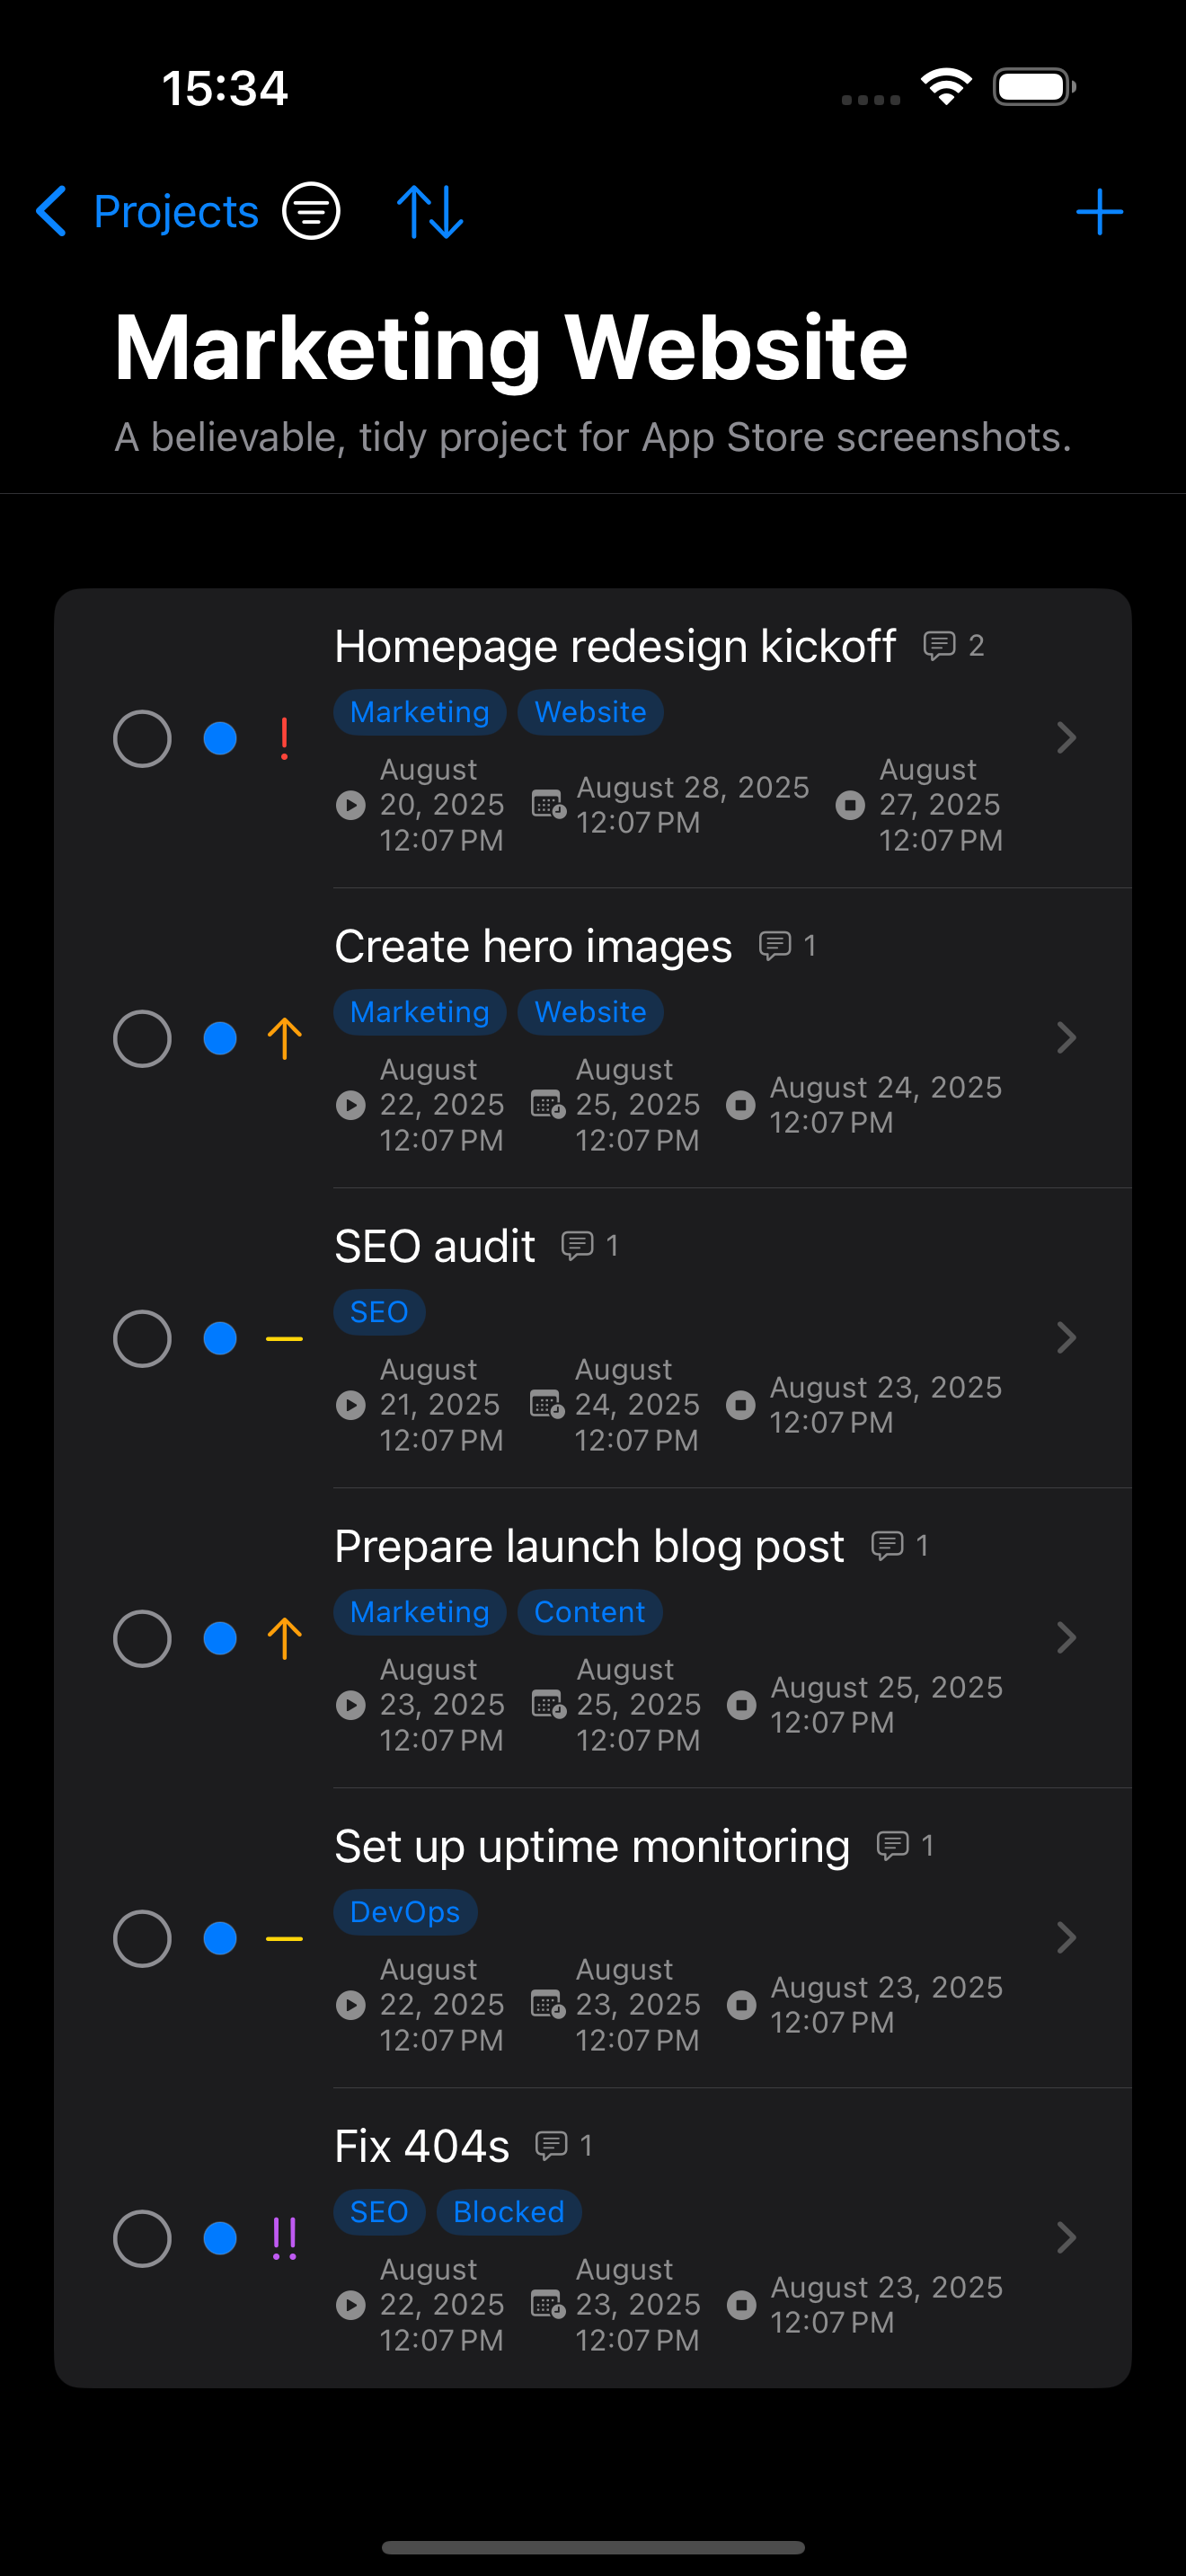 15:34
Projects
Marketing Website
A believable, tidy project for App Store screenshots.
Homepage redesign kickoff 2
Marketing Website
August 20, 2025 12:07 PM
August 28, 2025 12:07 PM
August 27, 2025 12:07 PM
Create hero images 1
Marketing Website
August 22, 2025 12:07 PM
August 25, 2025 12:07 PM
August 24, 2025 12:07 PM
SEO audit 1
SEO
August 21, 2025 12:07 PM
August 24, 2025 12:07 PM
August 23, 2025 12:07 PM
Prepare launch blog post 1
Marketing Content
August 23, 2025 12:07 PM
August 25, 2025 12:07 PM
August 25, 2025 12:07 PM
Set up uptime monitoring 1
DevOps
August 22, 2025 12:07 PM
August 23, 2025 12:07 PM
August 23, 2025 12:07 PM
Fix 404s 1
SEO Blocked
August 22, 2025 12:07 PM
August 23, 2025 12:07 PM
August 23, 2025 12:07 PM